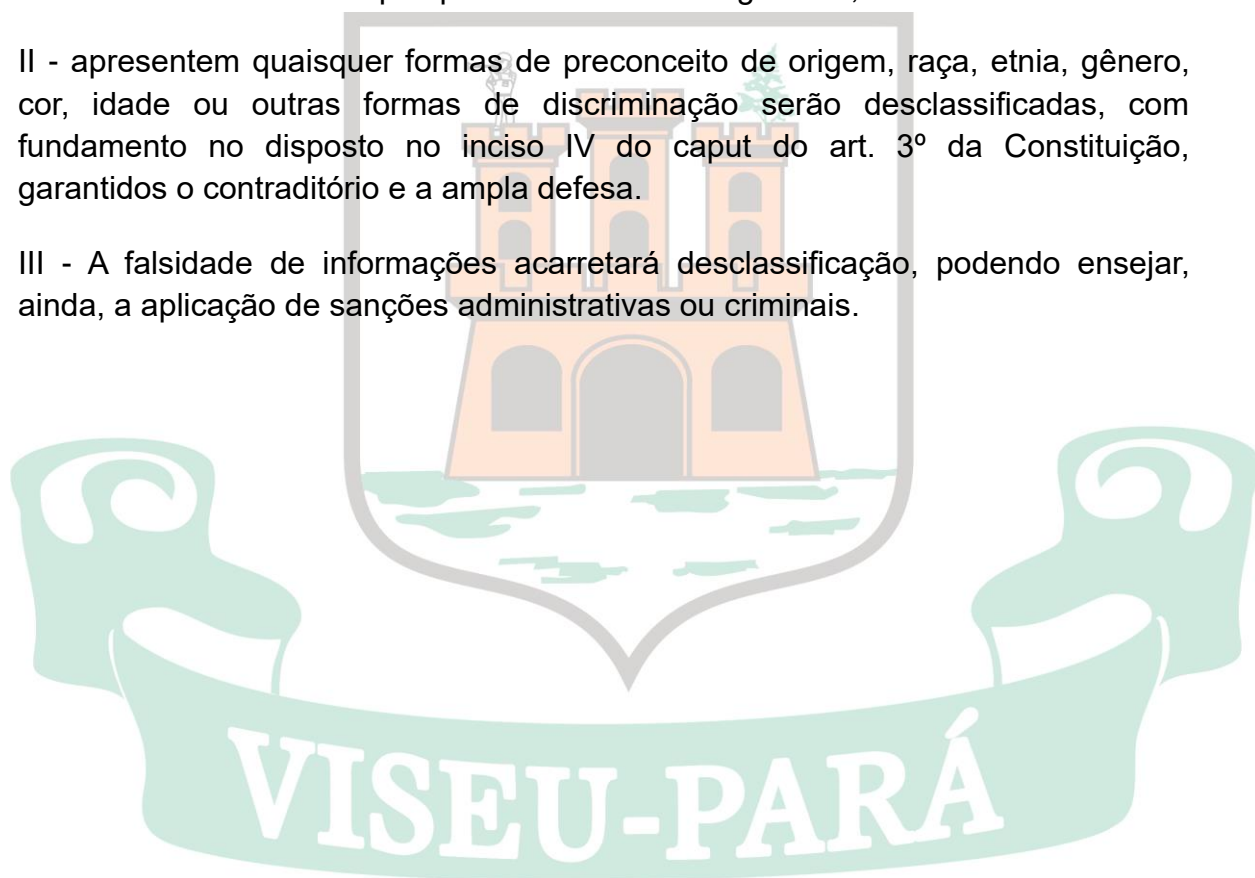 II - apresentem quaisquer formas de preconceito de origem, raça, etnia, gênero,
cor, idade ou outras formas de discriminação serão desclassificadas, com
fundamento no disposto no inciso IV do caput do art. 3º da Constituição,
garantidos o contraditório e a ampla defesa.
III - A falsidade de informações acarretará desclassificação, podendo ensejar,
ainda, a aplicação de sanções administrativas ou criminais.
VISEU-PARÁ